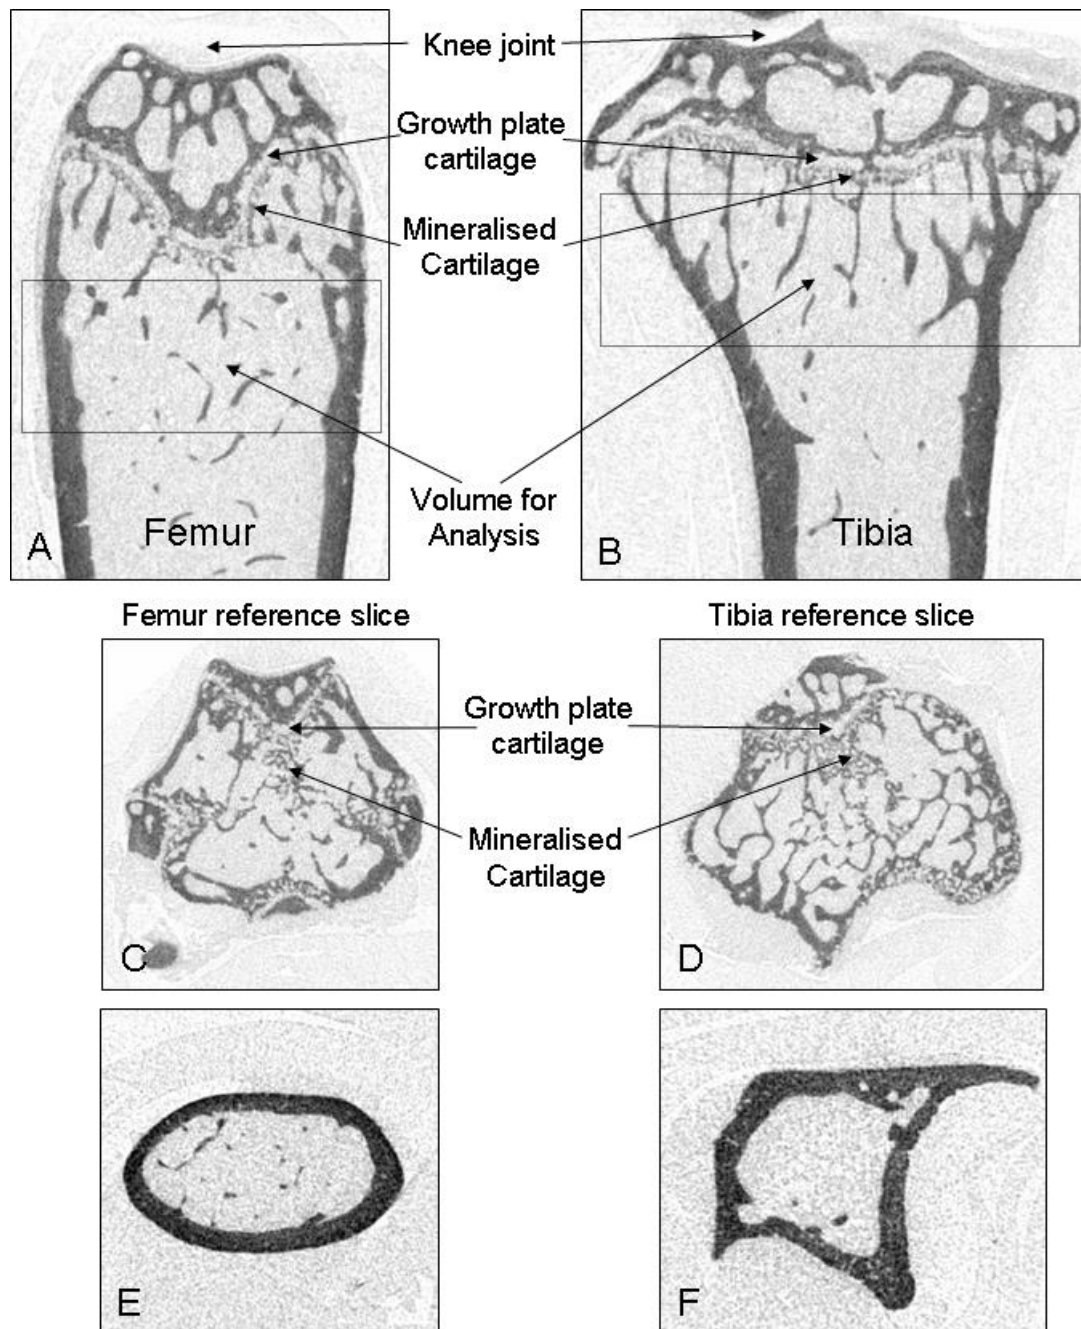 Knee joint
Growth plate
cartilage
Mineralised
Cartilage
Volume for
Analysis
A
Femur
B
Tibia
Femur reference slice
Tibia reference slice
Growth plate
cartilage
Mineralised
Cartilage
C
D
E
F